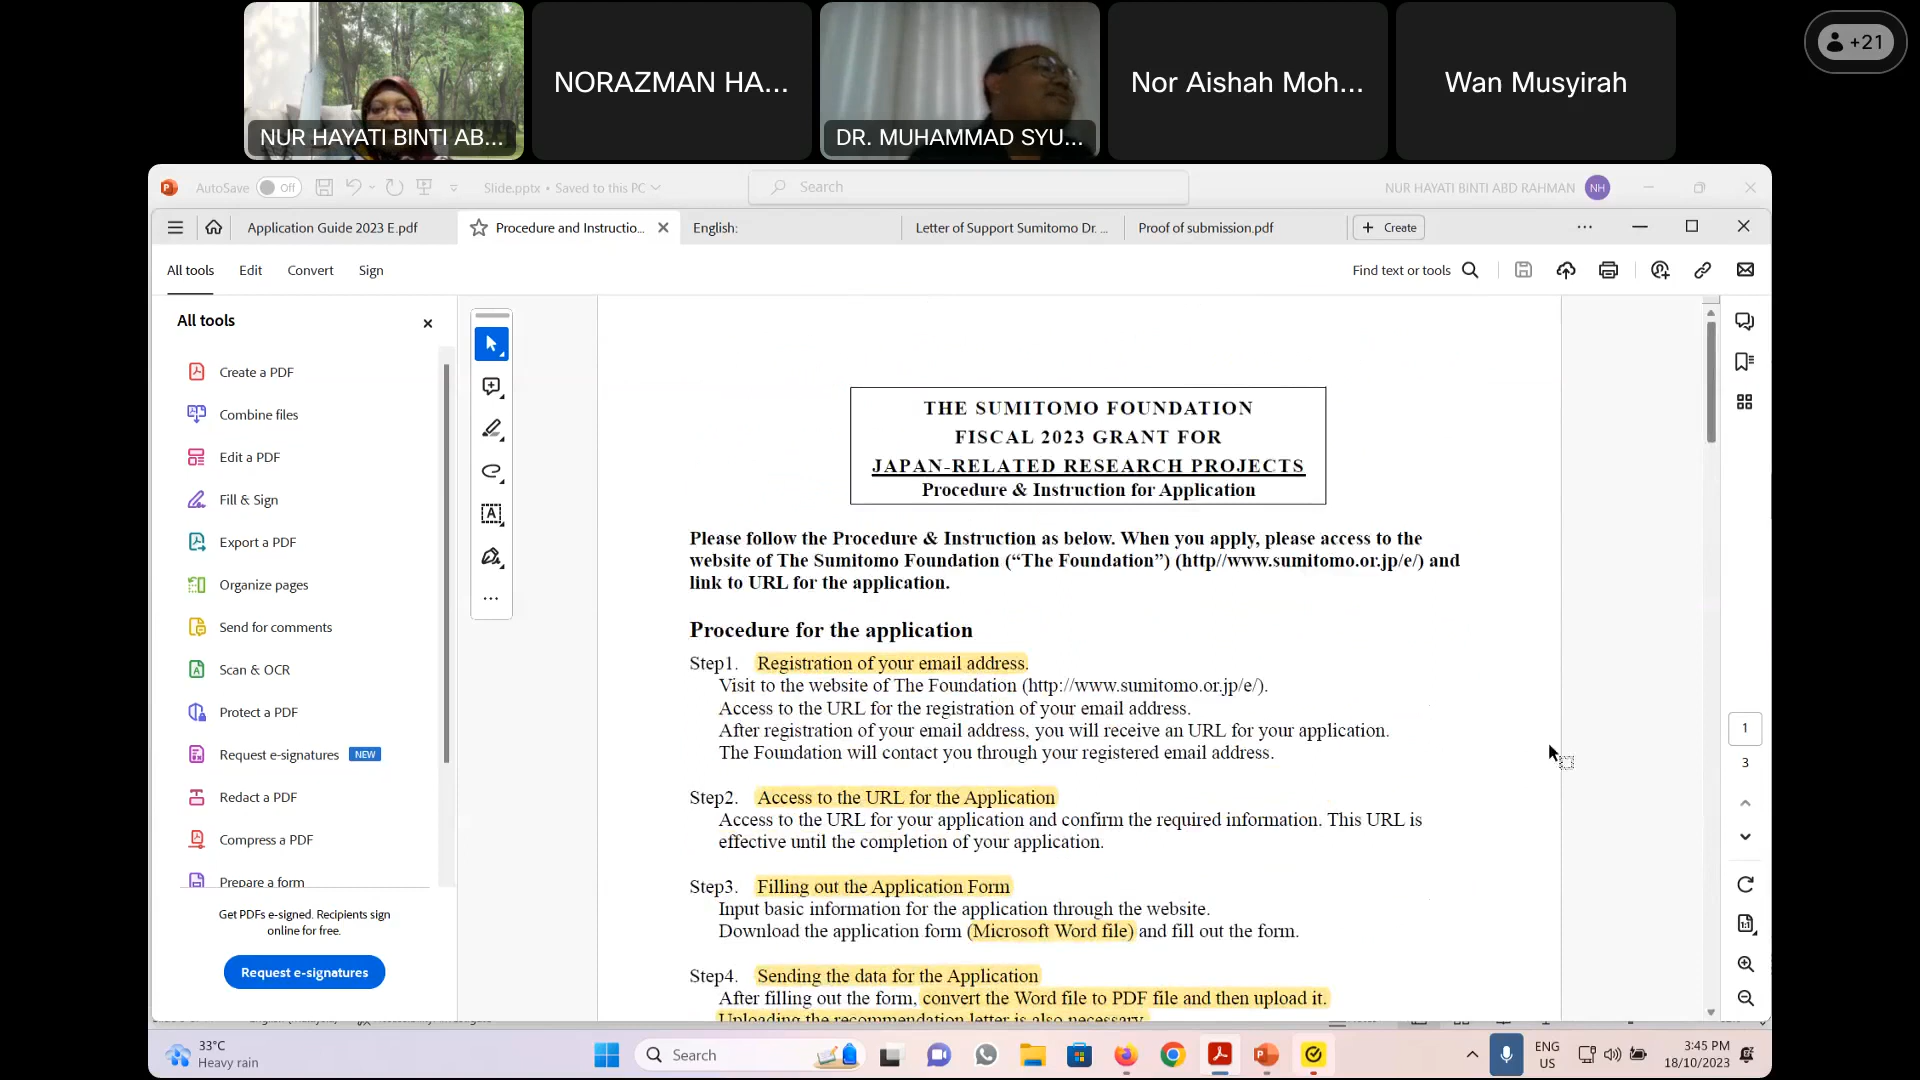 NUR HAYATI BINTI AB...
NORAZMAN HA...
DR. MUHAMMAD SYU...
Nor Aishah Moh...
Wan Musyirah
+21
AutoSave Off
Slide.pptx • Saved to this PC
Search
NUR HAYATI BINTI ABD RAHMAN NH
Application Guide 2023 E.pdf
Procedure and Instructio...
English:
Letter of Support Sumitomo Dr. ...
Proof of submission.pdf
Create
All tools Edit Convert Sign
Find text or tools
All tools
Create a PDF
Combine files
Edit a PDF
Fill & Sign
Export a PDF
Organize pages
Send for comments
Scan & OCR
Protect a PDF
Request e-signatures NEW
Redact a PDF
Compress a PDF
Prepare a form
Get PDFs e-signed. Recipients sign
online for free.
Request e-signatures
THE SUMITOMO FOUNDATION
FISCAL 2023 GRANT FOR
JAPAN-RELATED RESEARCH PROJECTS
Procedure & Instruction for Application
Please follow the Procedure & Instruction as below. When you apply, please access to the
website of The Sumitomo Foundation (“The Foundation”) (http//www.sumitomo.or.jp/e/) and
link to URL for the application.
Procedure for the application
Step1. Registration of your email address.
Visit to the website of The Foundation (http://www.sumitomo.or.jp/e/).
Access to the URL for the registration of your email address.
After registration of your email address, you will receive an URL for your application.
The Foundation will contact you through your registered email address.
Step2. Access to the URL for the Application
Access to the URL for your application and confirm the required information. This URL is
effective until the completion of your application.
Step3. Filling out the Application Form
Input basic information for the application through the website.
Download the application form (Microsoft Word file) and fill out the form.
Step4. Sending the data for the Application
After filling out the form, convert the Word file to PDF file and then upload it.
Uploading the recommendation letter is also necessary.
1
3
33°C
Heavy rain
Search
ENG
US
3:45 PM
18/10/2023